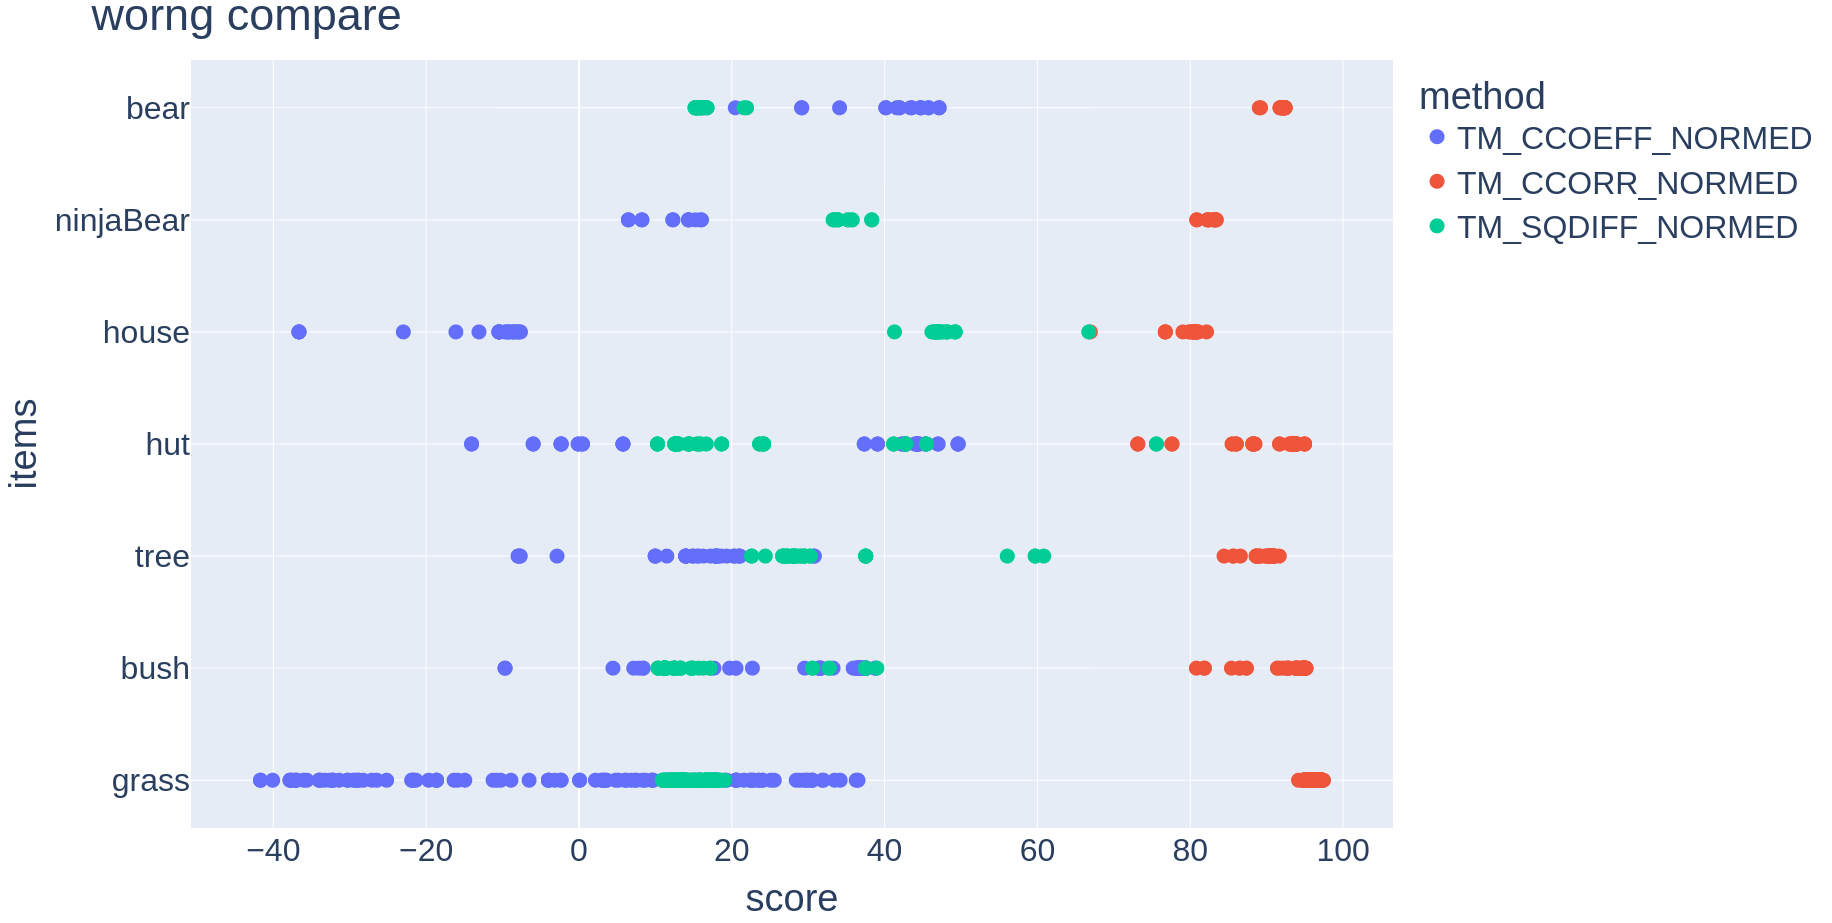 worng compare
bear
ninjaBear
house
hut
tree
bush
grass
items
−40
−20
0
20
40
60
80
100
score
method
TM_CCOEFF_NORMED
TM_CCORR_NORMED
TM_SQDIFF_NORMED